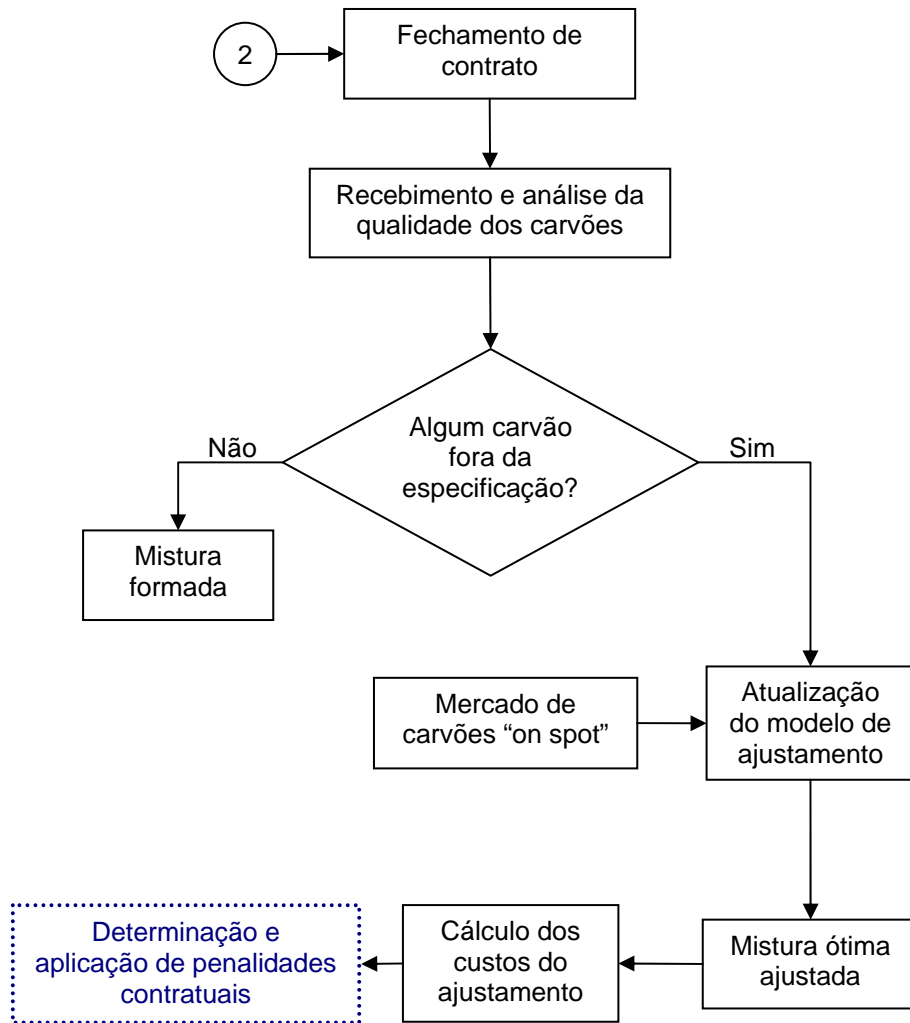 2
Fechamento de
contrato
Recebimento e análise da
qualidade dos carvões
Algum carvão
fora da
especificação?
Não
Sim
Mistura
formada
Mercado de
carvões “on spot”
Atualização
do modelo de
ajustamento
Mistura ótima
ajustada
Cálculo dos
custos do
ajustamento
Determinação e
aplicação de penalidades
contratuais